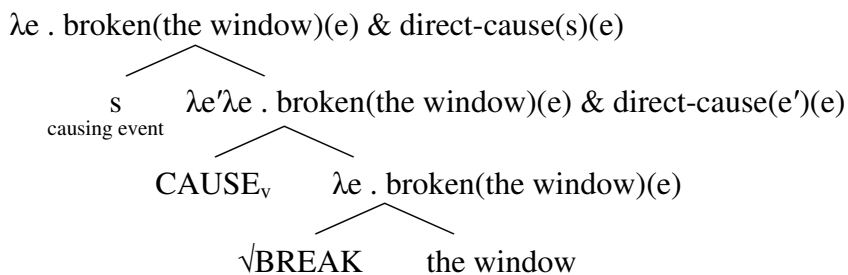 λe . broken(the window)(e) & direct-cause(s)(e)
s λe′λe . broken(the window)(e) & direct-cause(e′)(e)
causing event
CAUSEᵥ λe . broken(the window)(e)
√BREAK the window